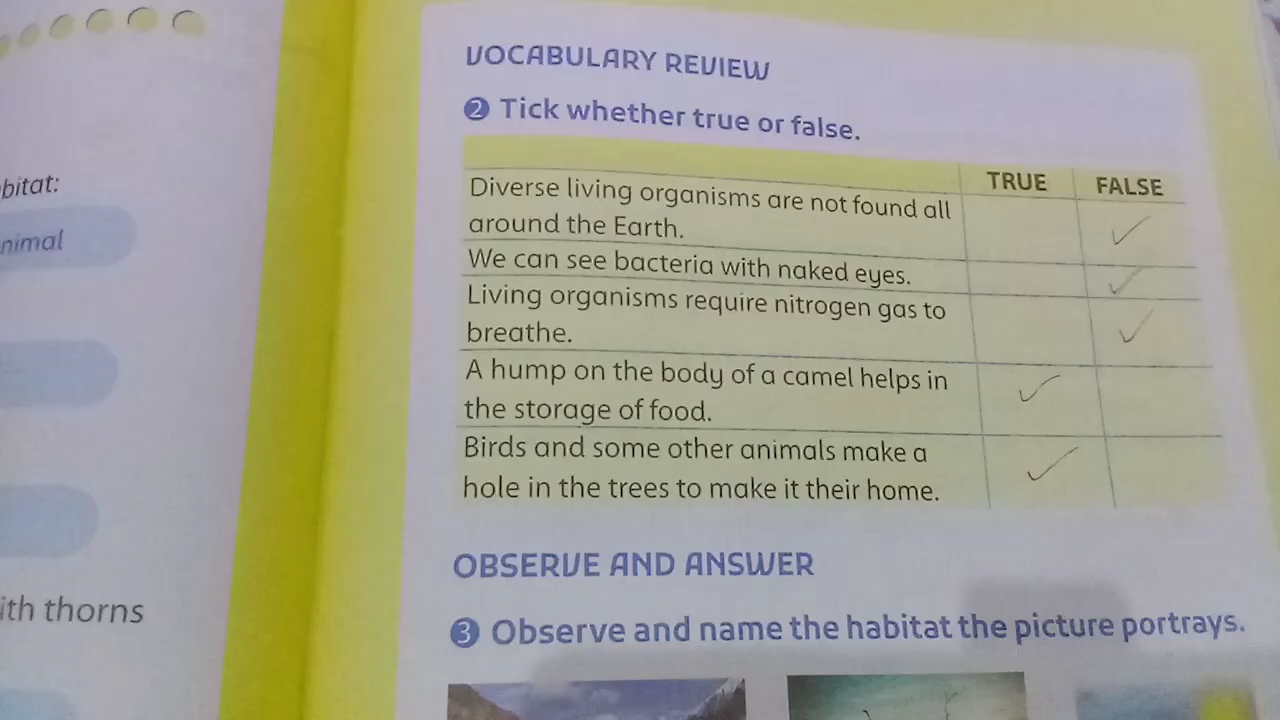 bitat:
nimal
ith thorns
VOCABULARY REVIEW
2 Tick whether true or false.
TRUE FALSE
Diverse living organisms are not found all
around the Earth. ✓
We can see bacteria with naked eyes. ✓
Living organisms require nitrogen gas to
breathe. ✓
A hump on the body of a camel helps in ✓
the storage of food.
Birds and some other animals make a ✓
hole in the trees to make it their home.
OBSERVE AND ANSWER
3 Observe and name the habitat the picture portrays.